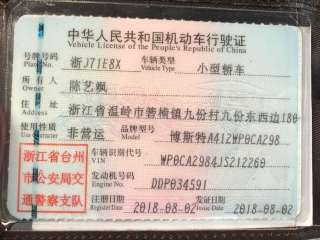 中华人民共和国机动车行驶证
Vehicle License of the People's Republic of China
号牌号码 浙J71E8X 车辆类型 小型轿车
Plate No. Vehicle Type
所有人 陈艺飒
Owner
住址 浙江省温岭市箬横镇九份村九份东西边180
Address
使用性质 非营运 品牌型号 博斯特A412WP0CA298
Use Character Model
浙江省台州
市公安局交
通警察支队
车辆识别代号 WP0CA2984JS212260
VIN
发动机号码 DDP034591
Engine No.
注册日期 2018-08-02 发证日期 2018-08-02
Register Date Issue Date